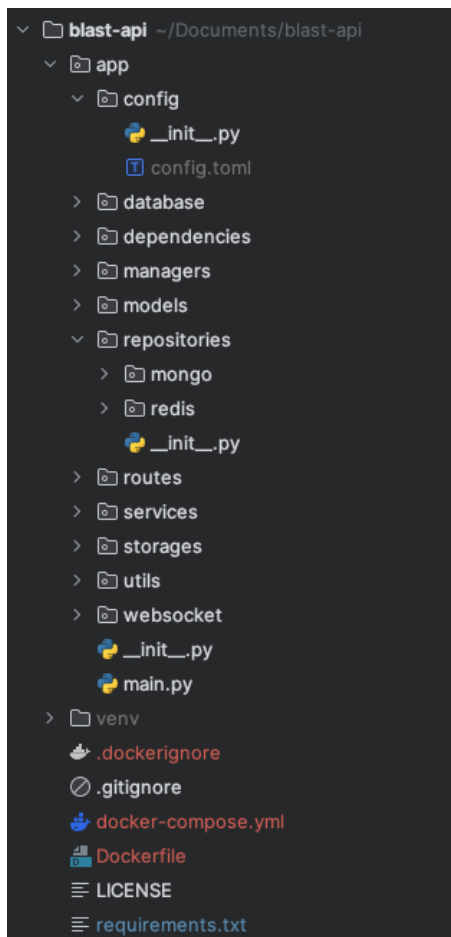 blast-api ~/Documents/blast-api
app
config
__init__.py
config.toml
database
dependencies
managers
models
repositories
mongo
redis
__init__.py
routes
services
storages
utils
websocket
__init__.py
main.py
venv
.dockerignore
.gitignore
docker-compose.yml
Dockerfile
LICENSE
requirements.txt